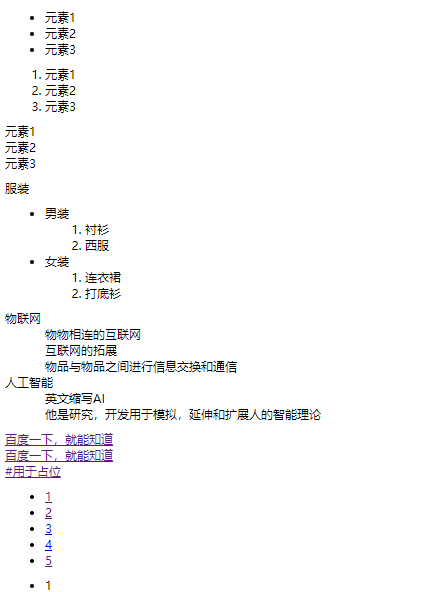 • 元素1
• 元素2
• 元素3
1. 元素1
2. 元素2
3. 元素3
元素1
元素2
元素3
服装
• 男装
1. 衬衫
2. 西服
• 女装
1. 连衣裙
2. 打底衫
物联网
物物相连的互联网
互联网的拓展
物品与物品之间进行信息交换和通信
人工智能
英文缩写AI
他是研究，开发用于模拟，延伸和扩展人的智能理论
百度一下，就能知道
百度一下，就能知道
#用于占位
• 1
• 2
• 3
• 4
• 5
• 1